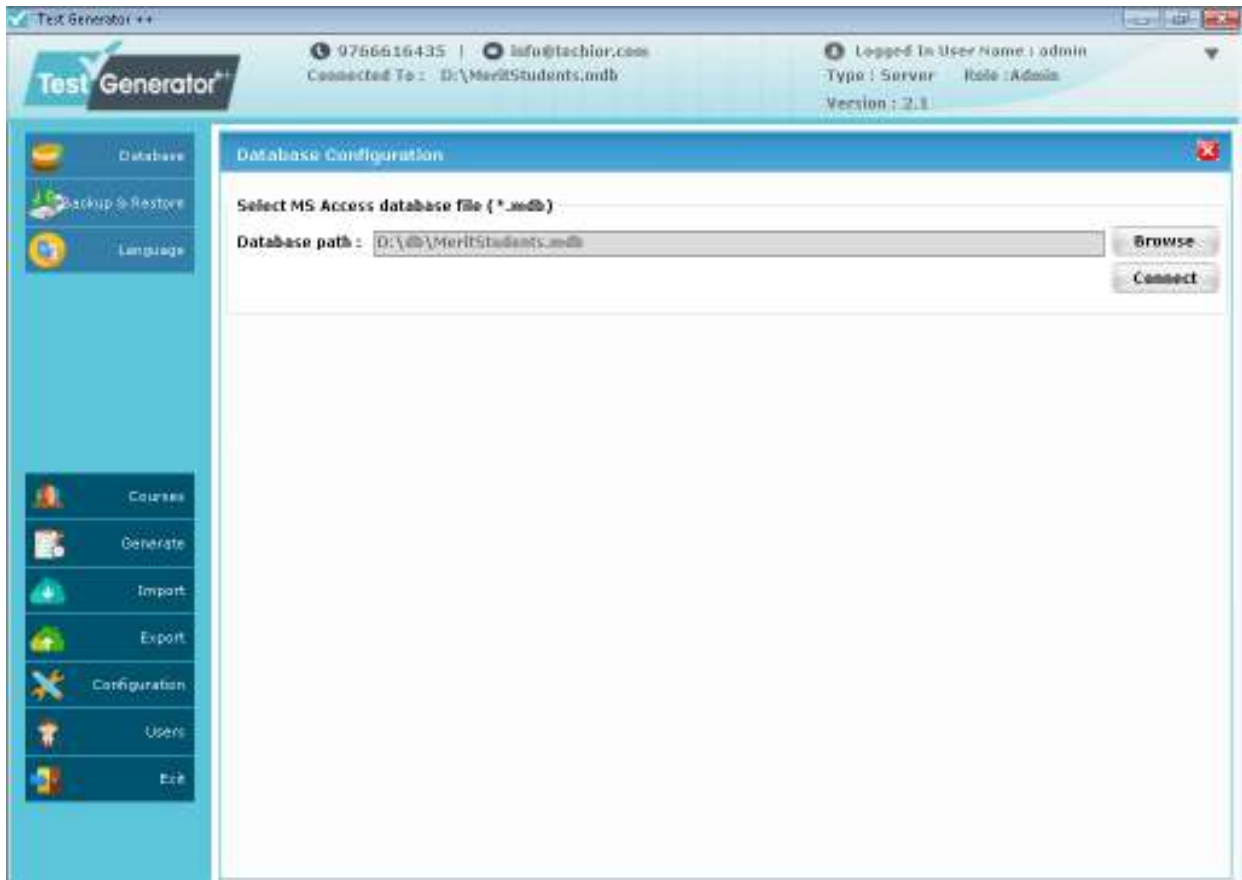 Test Generator ++
Test Generator++
9766616435 | info@techior.com
Connected To : D:\MeritStudents.mdb
Logged In User Name : admin
Type : Server Role :Admin
Version : 2.1
Database
Backup & Restore
Language
Database Configuration
Select MS Access database file ( *.mdb )
Database path : D:\db\MeritStudents.mdb
Browse
Connect
Courses
Generate
Import
Export
Configuration
Users
Exit